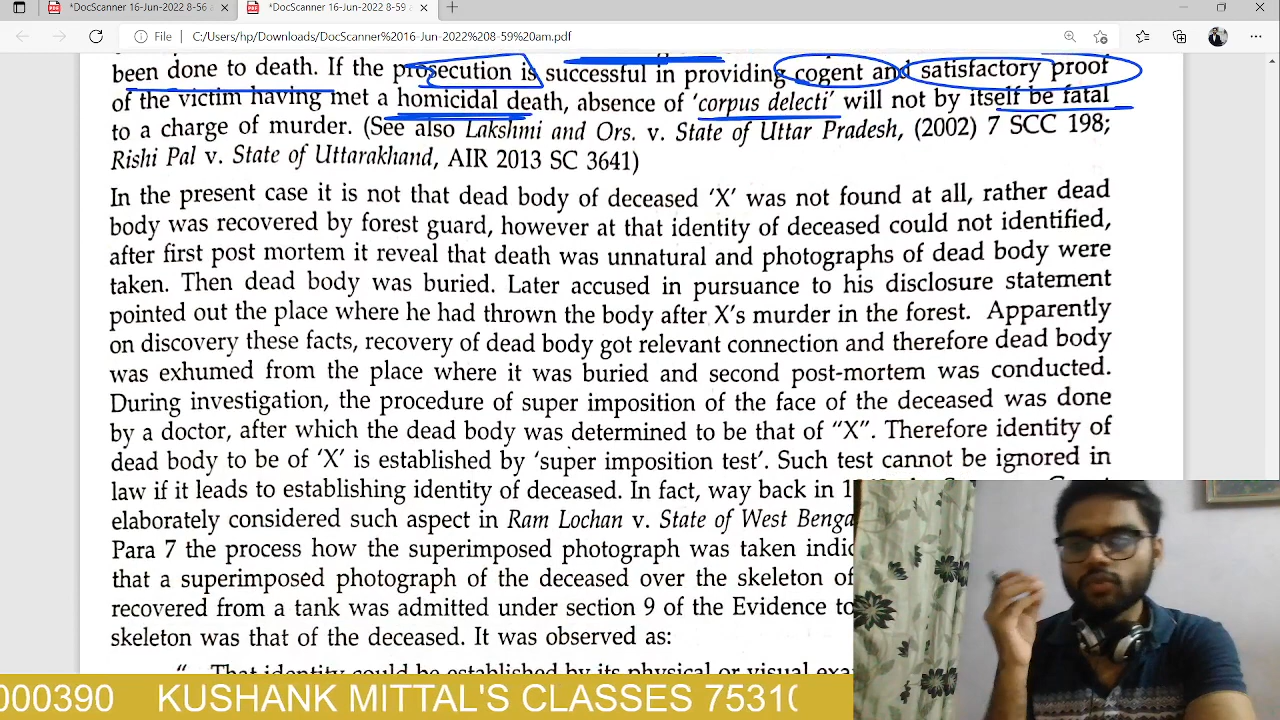 *DocScanner 16-Jun-2022 8-56
*DocScanner 16-Jun-2022 8-59
File
C:/Users/hp/Downloads/DocScanner%2016-Jun-2022%208-59%20am.pdf
been done to death. If the prosecution is successful in providing cogent and satisfactory proof
of the victim having met a homicidal death, absence of 'corpus delecti' will not by itself be fatal
to a charge of murder. (See also Lakshmi and Ors. v. State of Uttar Pradesh, (2002) 7 SCC 198;
Rishi Pal v. State of Uttarakhand, AIR 2013 SC 3641)
In the present case it is not that dead body of deceased 'X' was not found at all, rather dead
body was recovered by forest guard, however at that identity of deceased could not identified,
after first post mortem it reveal that death was unnatural and photographs of dead body were
taken. Then dead body was buried. Later accused in pursuance to his disclosure statement
pointed out the place where he had thrown the body after X's murder in the forest. Apparently
on discovery these facts, recovery of dead body got relevant connection and therefore dead body
was exhumed from the place where it was buried and second post-mortem was conducted.
During investigation, the procedure of super imposition of the face of the deceased was done
by a doctor, after which the dead body was determined to be that of "X". Therefore identity of
dead body to be of 'X' is established by 'super imposition test'. Such test cannot be ignored in
law if it leads to establishing identity of deceased. In fact, way back in
elaborately considered such aspect in Ram Lochan v. State of West
Para 7 the process how the superimposed photograph was taken
that a superimposed photograph of the deceased over the skeleton of
recovered from a tank was admitted under section 9 of the Evidence to
skeleton was that of the deceased. It was observed as:
" That identity could be established by its physical or visual
000390 KUSHANK MITTAL'S CLASSES 7531